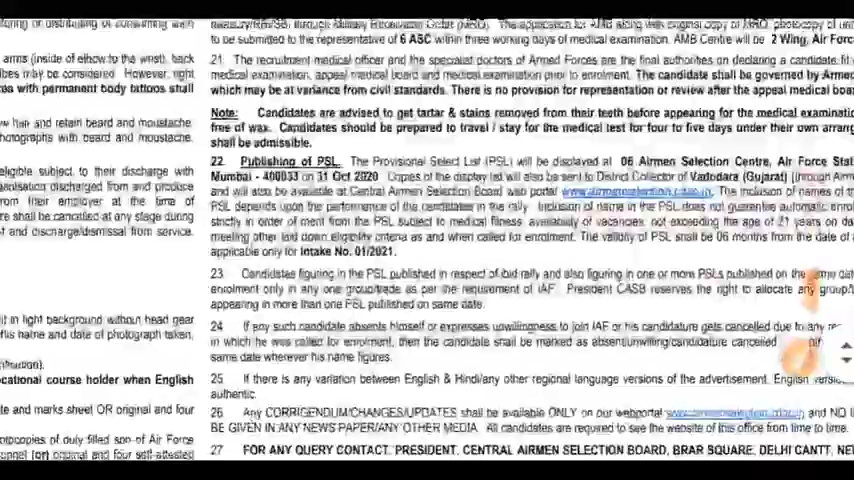 arms (inside of elbow to the wrist), back
may be considered. However, right
with permanent body tattoos shall
hair and retain beard and moustache.
photographs with beard and moustache.
eligible subject to their discharge with
discharged from and produce
from their employer at the time of
shall be cancelled at any stage during
and discharge/dismissal from service.
in light background without head gear
name and date of photograph taken,
course holder when English
and marks sheet OR original and four
of duly filled son of Air Force
(or) original and four self-attested
to be submitted to the representative of 6 ASC within three working days of medical examination. AMB Centre will be 2 Wing, Air
21. The recruitment medical officer and the specialist doctors of Armed Forces are the final authorities on declaring a candidate fit
medical examination, appeal medical board and medical examination prior to enrolment. The candidate shall be governed by
which may be at variance from civil standards. There is no provision for representation or review after the appeal medical
Note: Candidates are advised to get tartar & stains removed from their teeth before appearing for the medical
free of wax. Candidates should be prepared to travel / stay for the medical test for four to five days under their own
shall be admissible.
22. Publishing of PSL. The Provisional Select List (PSL) will be displayed at 06 Airmen Selection Centre, Air Force
Mumbai - 400033 on 31 Oct 2020. Copies of the display list will also be sent to District Collector of Vadodara (Gujarat) (through
and will also be available at Central Airmen Selection Board web portal The inclusion of names of
PSL depends upon the performance of the candidates in the rally. Inclusion of name in the PSL does not guarantee automatic
strictly in order of merit from the PSL subject to medical fitness, availability of vacancies, not exceeding the age of 21 years on
meeting other laid down eligibility criteria as and when called for enrolment. The validity of PSL shall be 06 months from the date of
applicable only for Intake No. 01/2021.
23. Candidates figuring in the PSL published in respect of ibid rally and also figuring in one or more PSLs published on the same
enrolment only in any one group/trade as per the requirement of IAF. President CASB reserves the right to allocate any
appearing in more than one PSL published on same date.
24. If any such candidate absents himself or expresses unwillingness to join IAF or his candidature gets cancelled due to any
in which he was called for enrolment, then the candidate shall be marked as absent/unwilling/candidature cancelled
same date wherever his name figures.
25. If there is any variation between English & Hindi/any other regional language versions of the advertisement, English
authentic.
26. Any CORRIGENDUM/CHANGES/UPDATES shall be available ONLY on our webportal and
BE GIVEN IN ANY NEWS PAPER/ANY OTHER MEDIA. All candidates are required to see the website of this office from time to time.
27. FOR ANY QUERY CONTACT, PRESIDENT, CENTRAL AIRMEN SELECTION BOARD, BRAR SQUARE, DELHI CANTT,